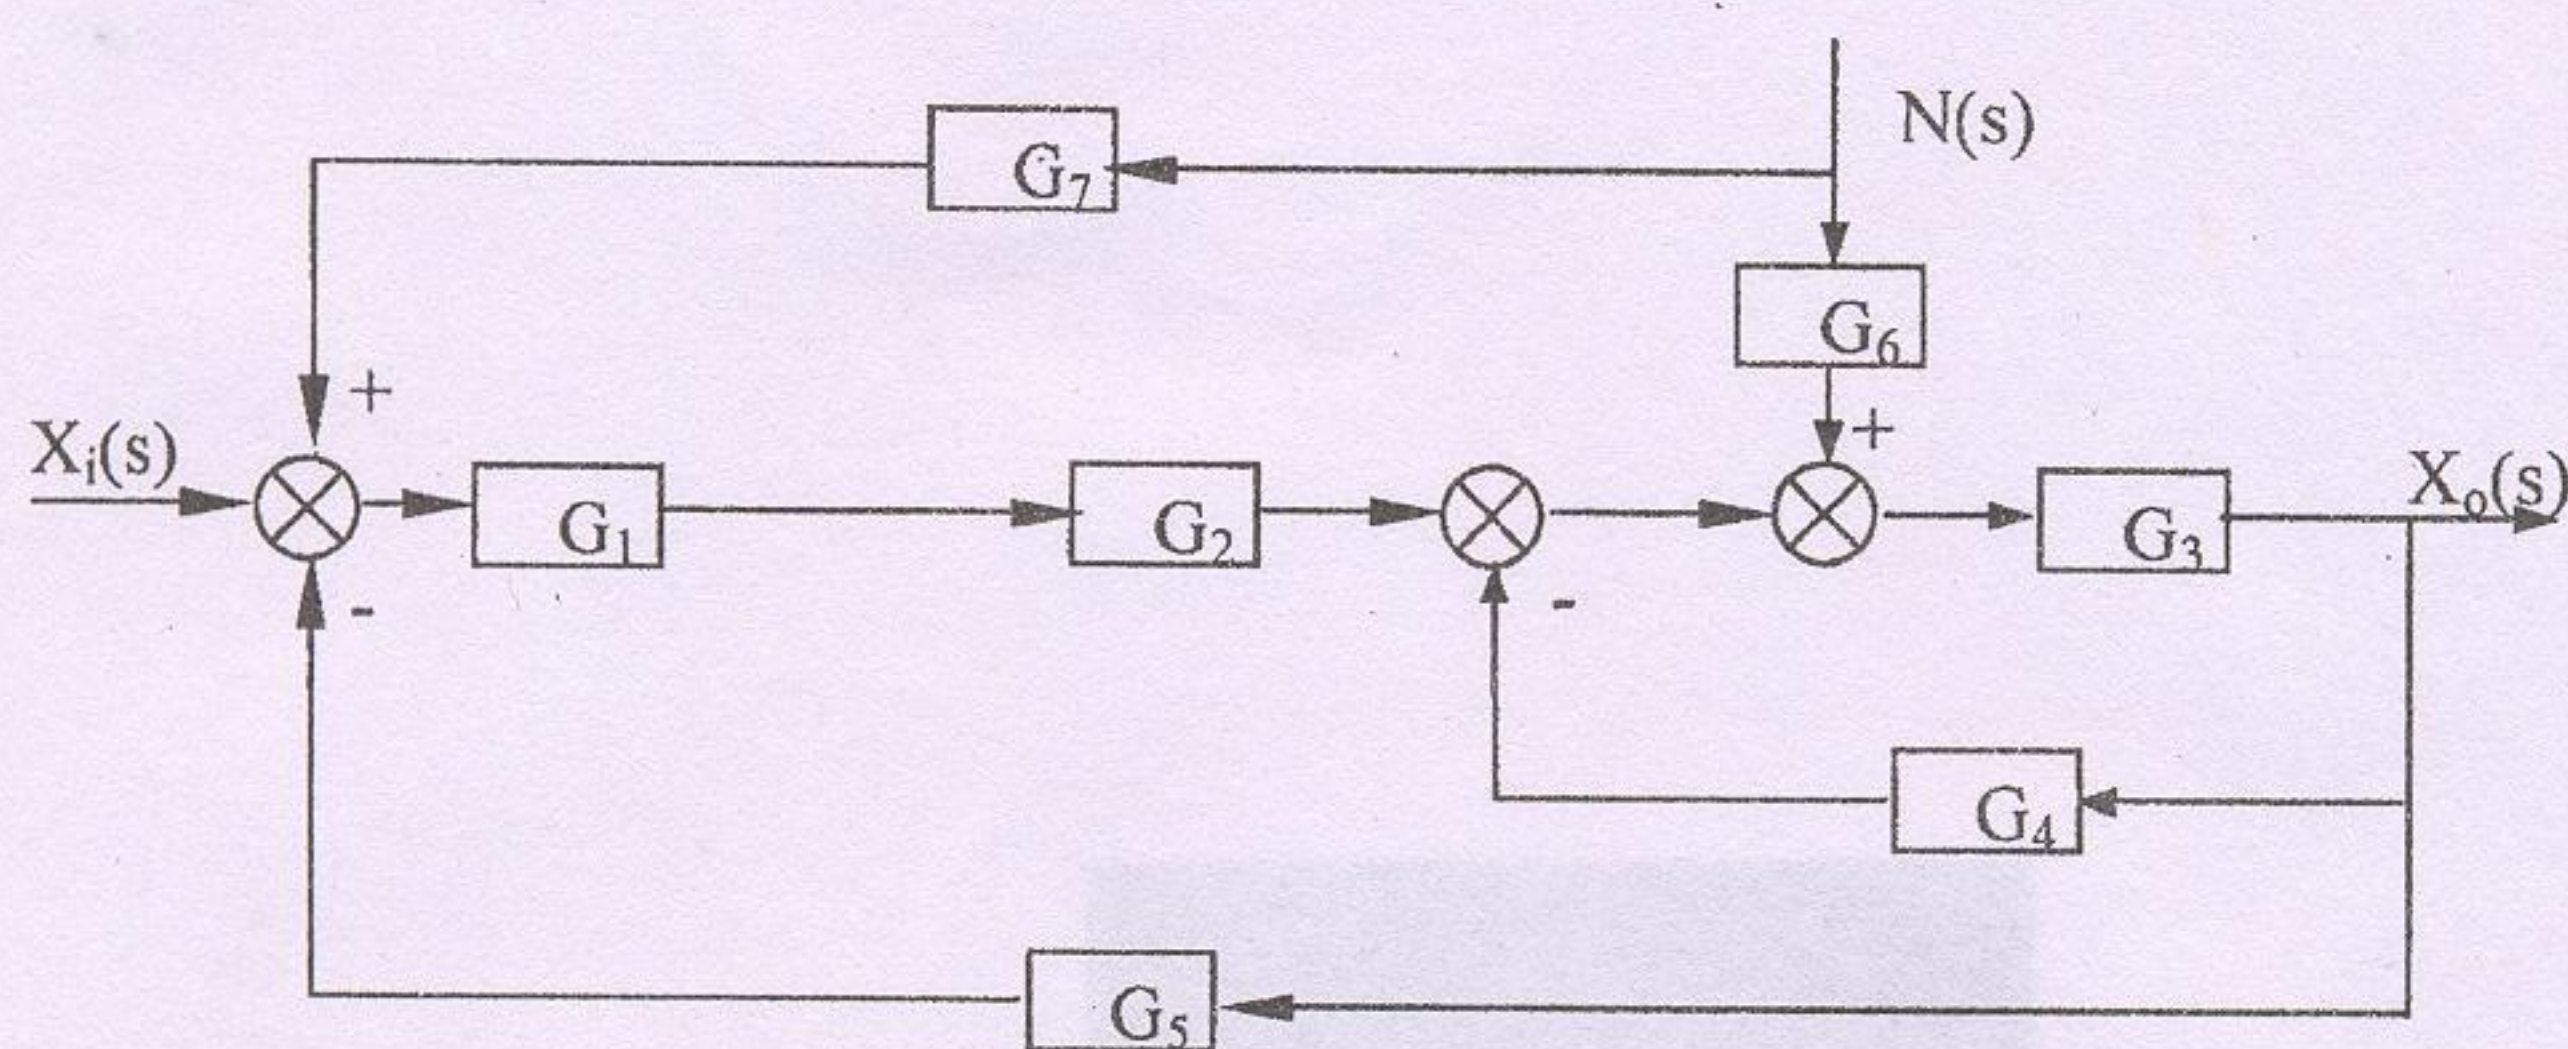 N(s)
G₇
G₆
+
+
Xᵢ(s)
G₁
G₂
G₃
Xₒ(s)
-
-
G₄
G₅